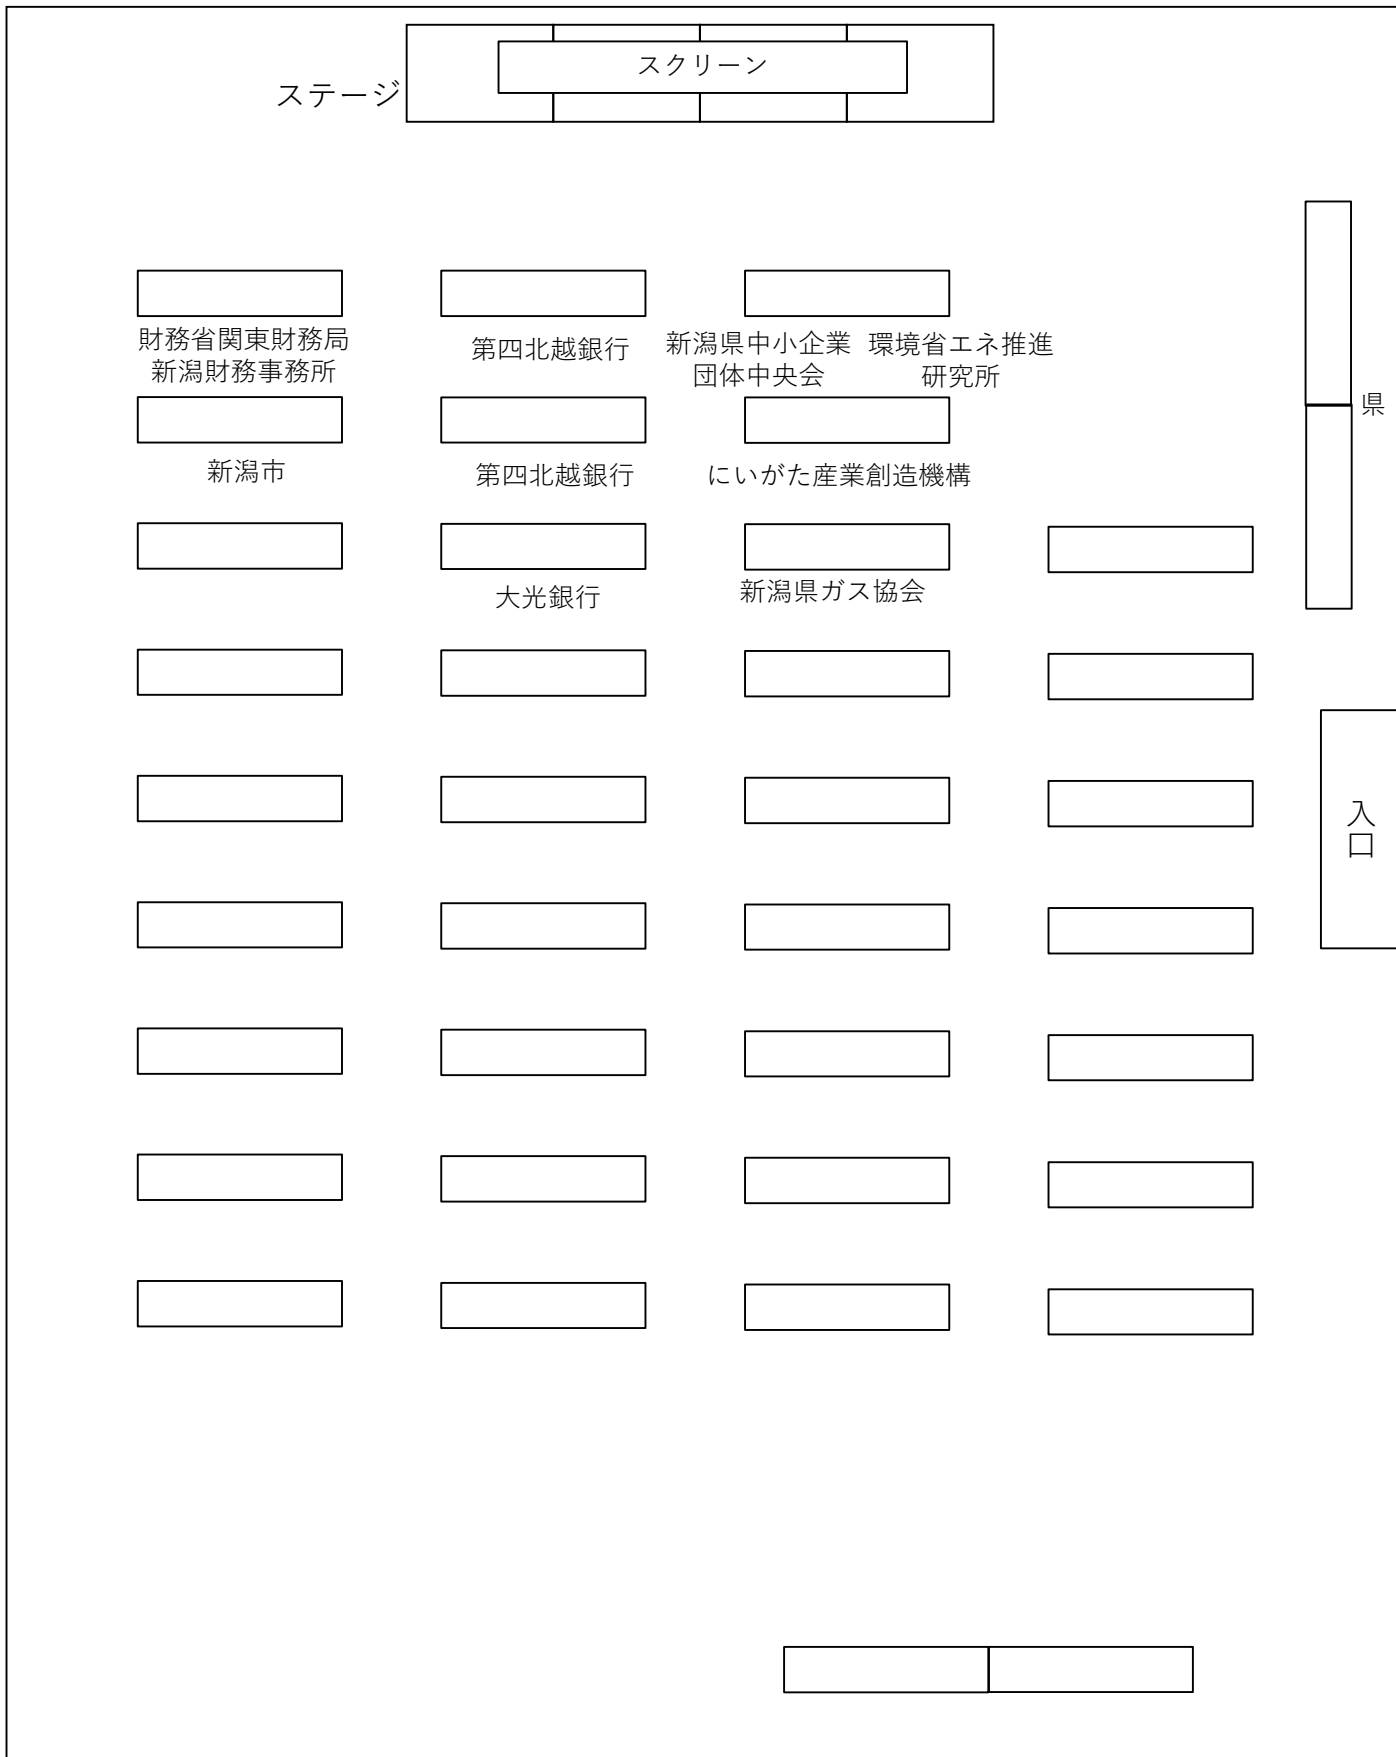 スクリーン
ステージ
財務省関東財務局
新潟財務事務所
第四北越銀行
新潟県中小企業
団体中央会
環境省エネ推進
研究所
県
新潟市
第四北越銀行
にいがた産業創造機構
大光銀行
新潟県ガス協会
入口